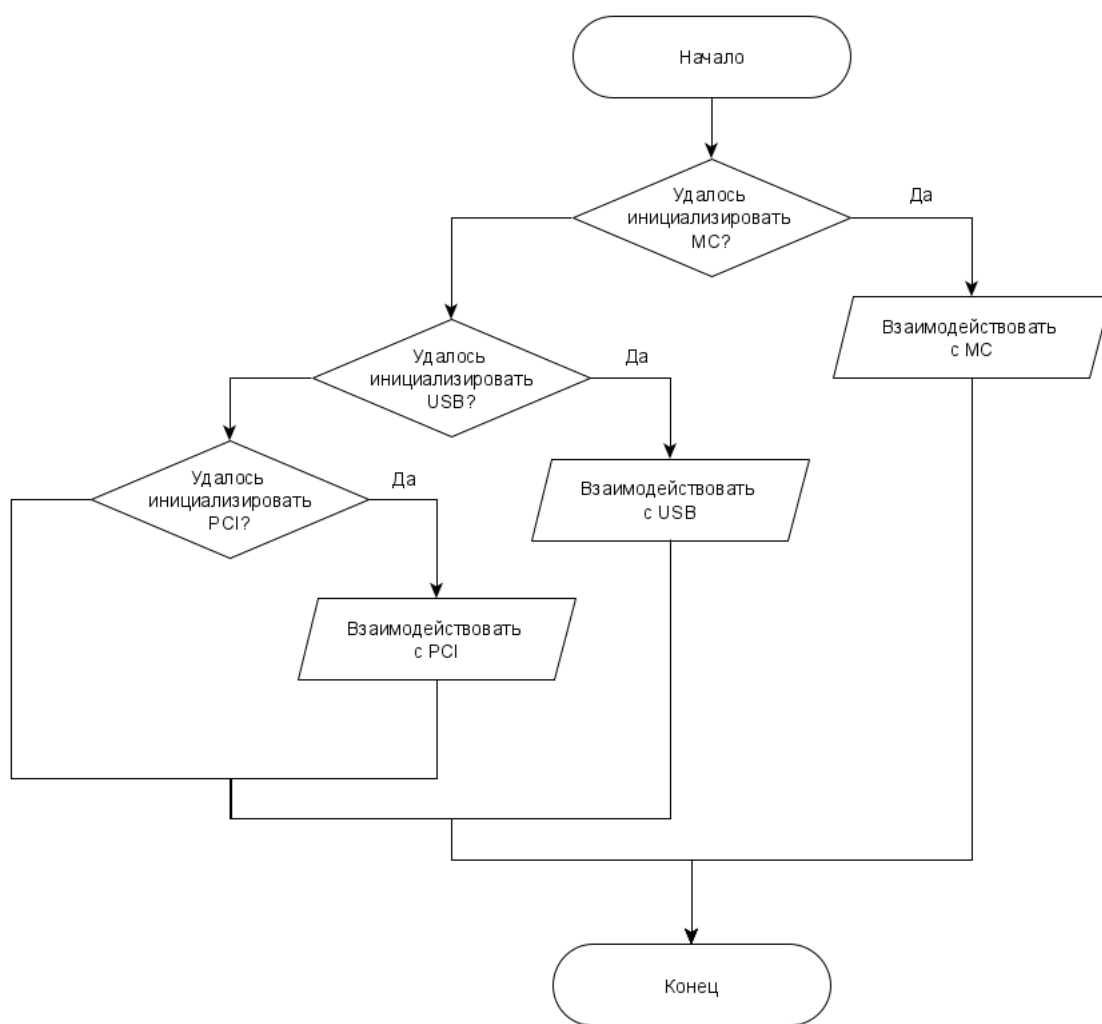 Начало
Удалось
инициализировать
МС?
Да
Взаимодействовать
с МС
Удалось
инициализировать
USB?
Да
Взаимодействовать
с USB
Удалось
инициализировать
PCI?
Да
Взаимодействовать
с PCI
Конец